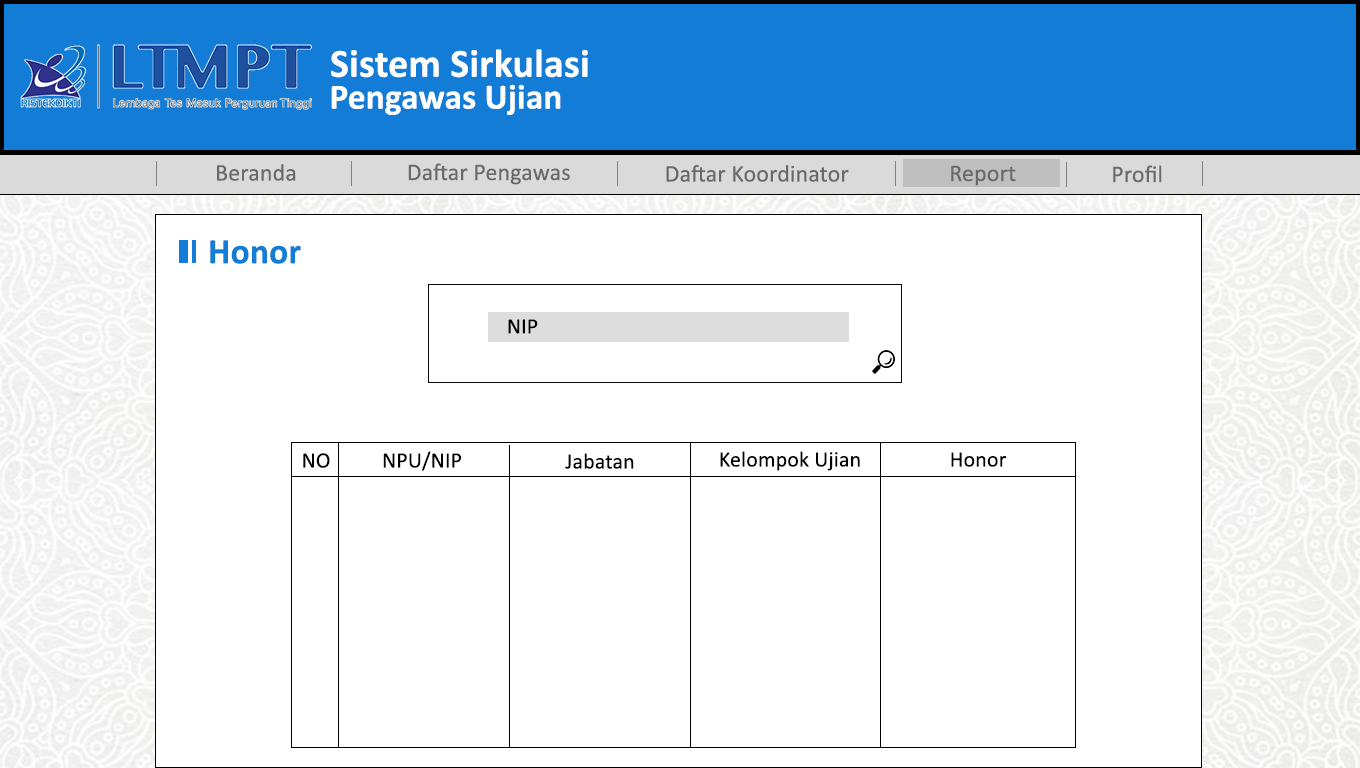 RISTEKDIKTI
LTMPT
Lembaga Tes Masuk Perguruan Tinggi
Sistem Sirkulasi
Pengawas Ujian
Beranda
Daftar Pengawas
Daftar Koordinator
Report
Profil
Honor
NIP
NO
NPU/NIP
Jabatan
Kelompok Ujian
Honor